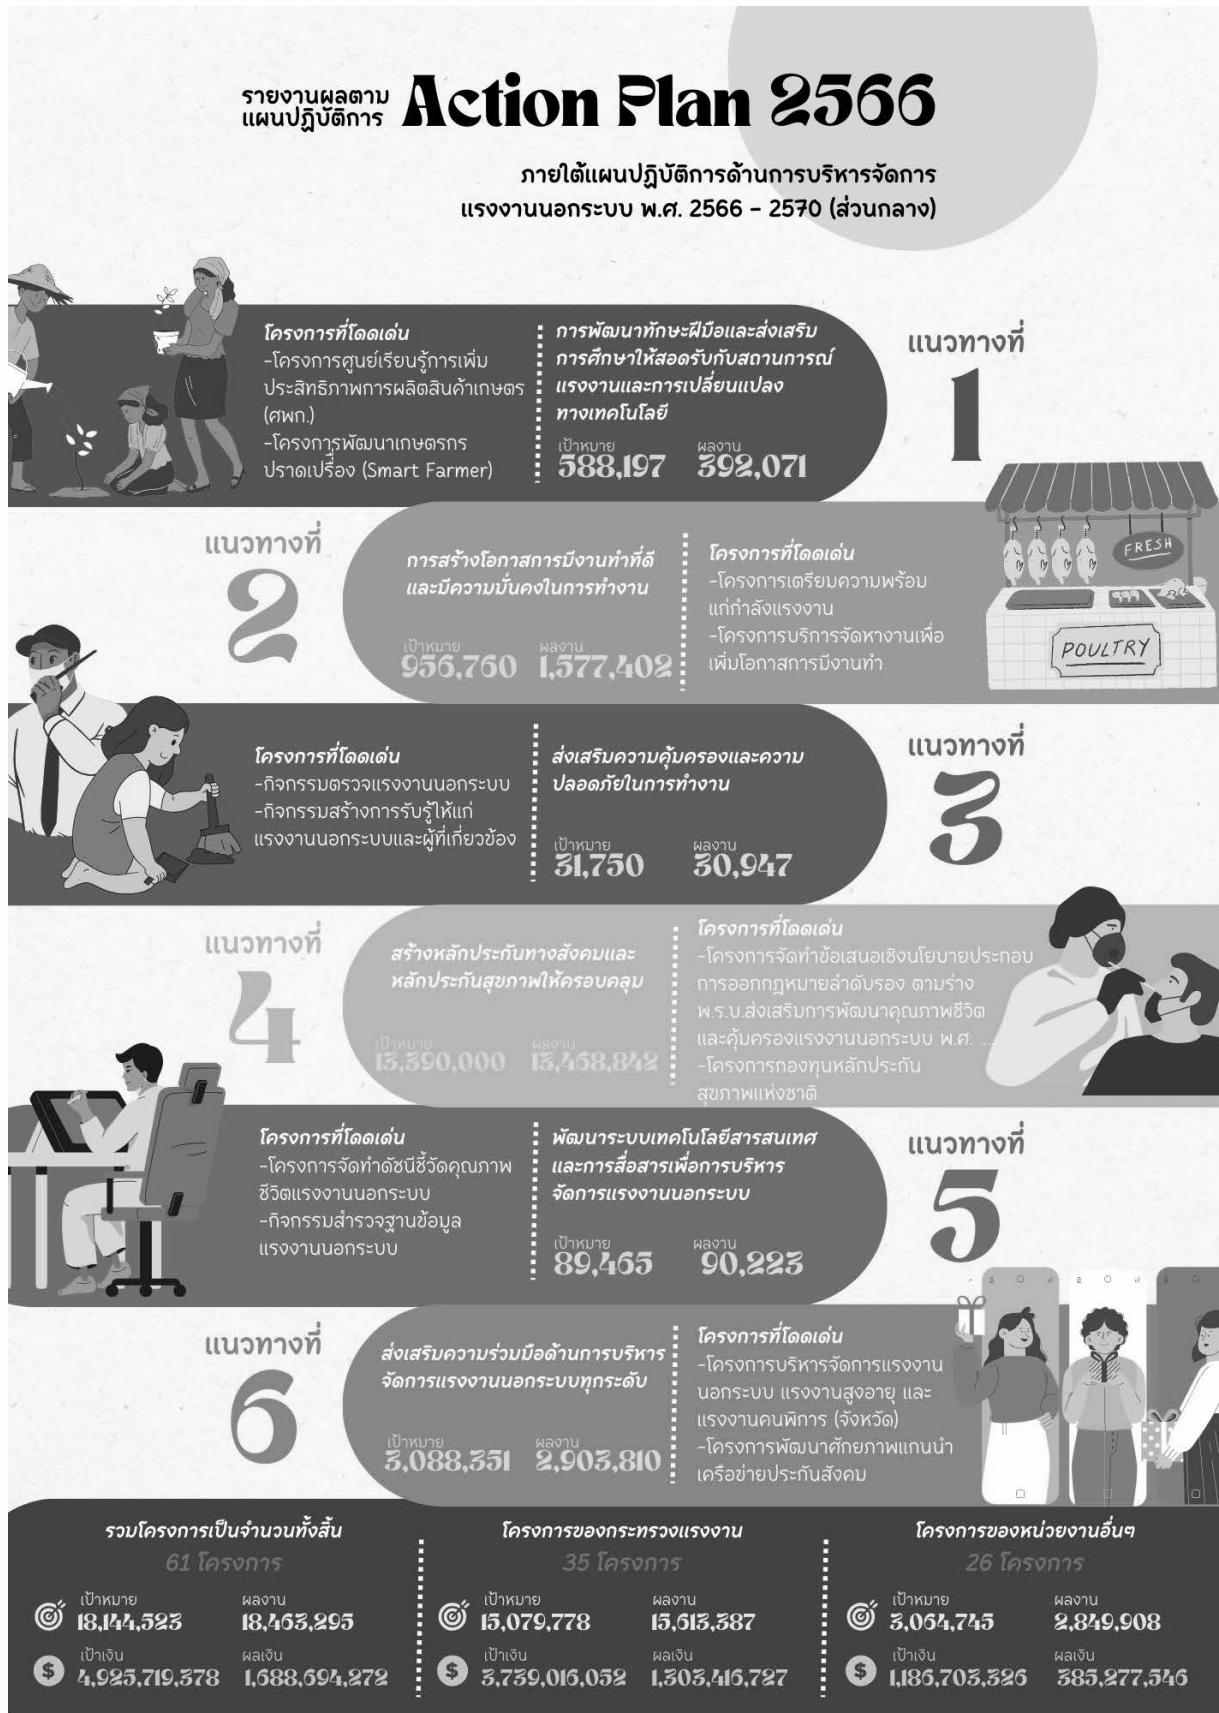 รายงานผลตาม
แผนปฏิบัติการ
Action Plan 2566
ภายใต้แผนปฏิบัติการด้านการบริหารจัดการ
แรงงานนอกระบบ พ.ศ. 2566 - 2570 (ส่วนกลาง)
แนวทางที่
1
การพัฒนาทักษะฝีมือและส่งเสริม
การศึกษาให้สอดรับกับสถานการณ์
แรงงานและการเปลี่ยนแปลง
ทางเทคโนโลยี
เป้าหมาย ผลงาน
588,197 392,071
โครงการที่โดดเด่น
-โครงการศูนย์เรียนรู้การเพิ่ม
ประสิทธิภาพการผลิตสินค้าเกษตร
(ศพก.)
-โครงการพัฒนาเกษตรกร
ปราดเปรื่อง (Smart Farmer)
แนวทางที่
2
การสร้างโอกาสการมีงานทำที่ดี
และมีความมั่นคงในการทำงาน
เป้าหมาย ผลงาน
956,760 1,577,402
โครงการที่โดดเด่น
-โครงการเตรียมความพร้อม
แก่กำลังแรงงาน
-โครงการบริการจัดหางานเพื่อ
เพิ่มโอกาสการมีงานทำ
FRESH
POULTRY
แนวทางที่
3
ส่งเสริมความคุ้มครองและความ
ปลอดภัยในการทำงาน
เป้าหมาย ผลงาน
31,750 30,947
โครงการที่โดดเด่น
-กิจกรรมตรวจแรงงานนอกระบบ
-กิจกรรมสร้างการรับรู้ให้แก่
แรงงานนอกระบบและผู้ที่เกี่ยวข้อง
แนวทางที่
4
สร้างหลักประกันทางสังคมและ
หลักประกันสุขภาพให้ครอบคลุม
เป้าหมาย ผลงาน
13,390,000 13,468,842
โครงการที่โดดเด่น
-โครงการจัดทำข้อเสนอเชิงนโยบายประกอบ
การออกกฎหมายลำดับรอง ตามร่าง
พ.ร.บ.ส่งเสริมการพัฒนาคุณภาพชีวิต
และคุ้มครองแรงงานนอกระบบ พ.ศ. ....
-โครงการกองทุนหลักประกัน
สุขภาพแห่งชาติ
แนวทางที่
5
พัฒนาระบบเทคโนโลยีสารสนเทศ
และการสื่อสารเพื่อการบริหาร
จัดการแรงงานนอกระบบ
เป้าหมาย ผลงาน
89,465 90,223
โครงการที่โดดเด่น
-โครงการจัดทำดัชนีชี้วัดคุณภาพ
ชีวิตแรงงานนอกระบบ
-กิจกรรมสำรวจฐานข้อมูล
แรงงานนอกระบบ
แนวทางที่
6
ส่งเสริมความร่วมมือด้านการบริหาร
จัดการแรงงานนอกระบบทุกระดับ
เป้าหมาย ผลงาน
3,088,351 2,903,810
โครงการที่โดดเด่น
-โครงการบริหารจัดการแรงงาน
นอกระบบ แรงงานสูงอายุ และ
แรงงานคนพิการ (จังหวัด)
-โครงการพัฒนาศักยภาพแกนนำ
เครือข่ายประกันสังคม
รวมโครงการเป็นจำนวนทั้งสิ้น
61 โครงการ
เป้าหมาย ผลงาน
18,144,523 18,463,295
เป้าเงิน ผลเงิน
$ 4,925,719,378 1,688,694,272
โครงการของกระทรวงแรงงาน
35 โครงการ
เป้าหมาย ผลงาน
15,079,778 15,613,387
เป้าเงิน ผลเงิน
$ 3,739,016,052 1,303,416,727
โครงการของหน่วยงานอื่นๆ
26 โครงการ
เป้าหมาย ผลงาน
3,064,745 2,849,908
เป้าเงิน ผลเงิน
$ 1,186,703,326 385,277,546